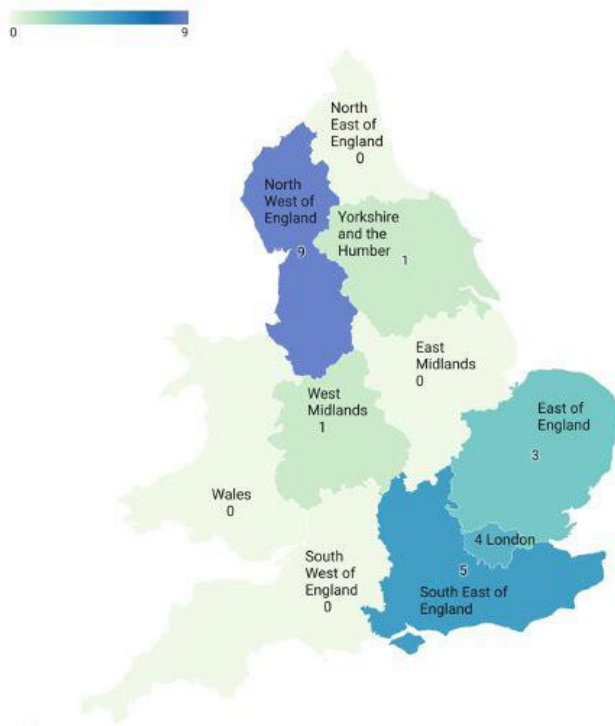 0
9
North
East of
England
0
North
West of
England
9
Yorkshire
and the
Humber
1
East
Midlands
0
West
Midlands
1
East of
England
3
Wales
0
4 London
South
West of
England
0
5
South East of
England